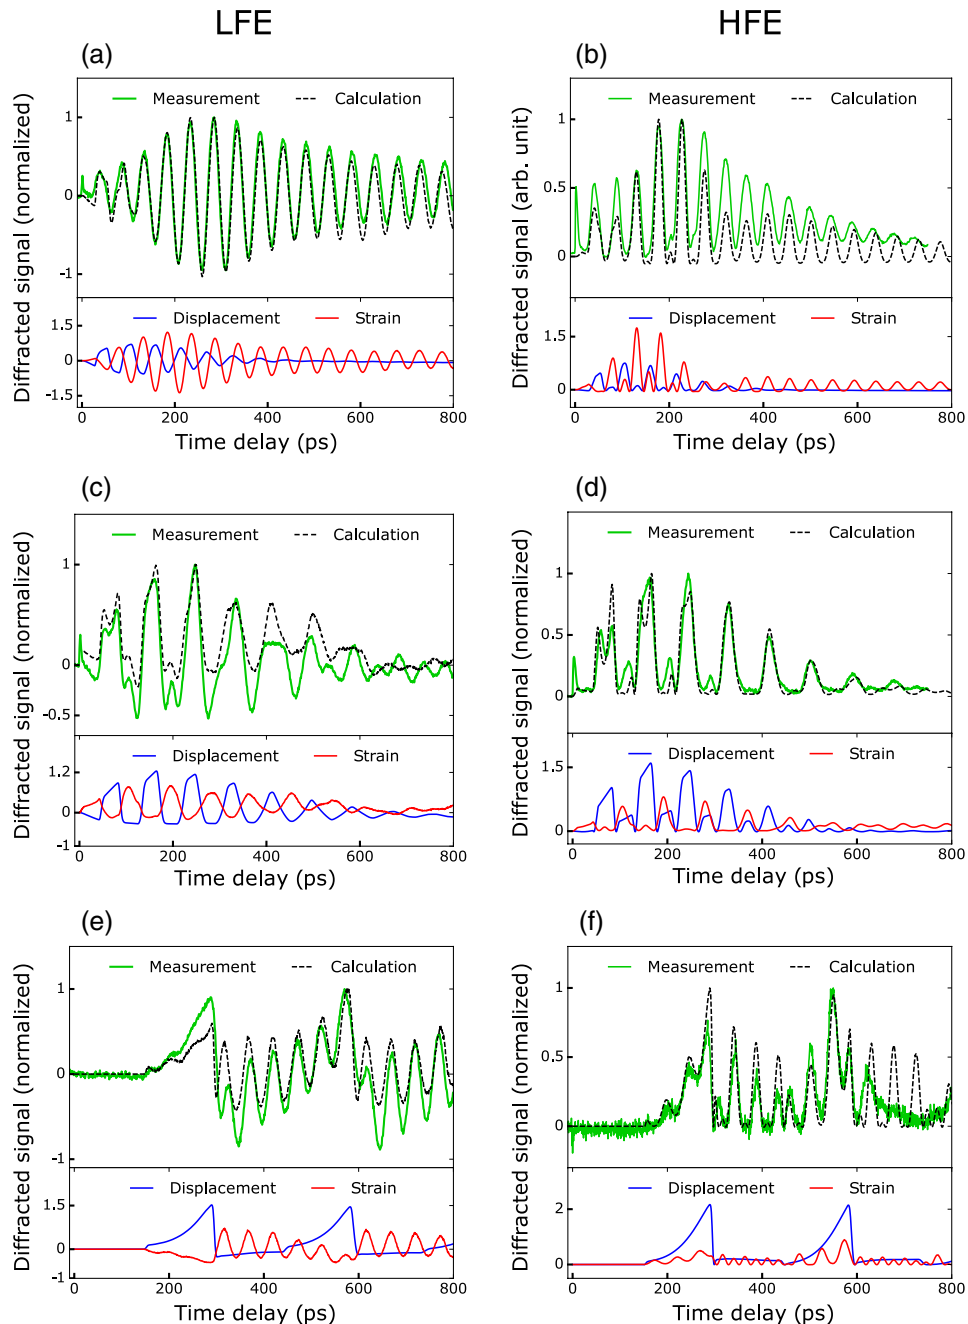 LFE
HFE
(a)
Measurement
Calculation
Diffracted signal (normalized)
1
0
-1
Displacement
Strain
1.5
0
-1.5
0
200
400
600
800
Time delay (ps)
(b)
Measurement
Calculation
Diffracted signal (arb. unit)
1
0.5
0
Displacement
Strain
1.5
0
0
200
400
600
800
Time delay (ps)
(c)
Measurement
Calculation
Diffracted signal (normalized)
1
0
-0.5
Displacement
Strain
1.2
0
-1
0
200
400
600
800
Time delay (ps)
(d)
Measurement
Calculation
Diffracted signal (normalized)
1
0.5
0
Displacement
Strain
1.5
0
0
200
400
600
800
Time delay (ps)
(e)
Measurement
Calculation
Diffracted signal (normalized)
1
0
-1
Displacement
Strain
1.5
0
-1
0
200
400
600
800
Time delay (ps)
(f)
Measurement
Calculation
Diffracted signal (normalized)
1
0.5
0
Displacement
Strain
2
0
0
200
400
600
800
Time delay (ps)